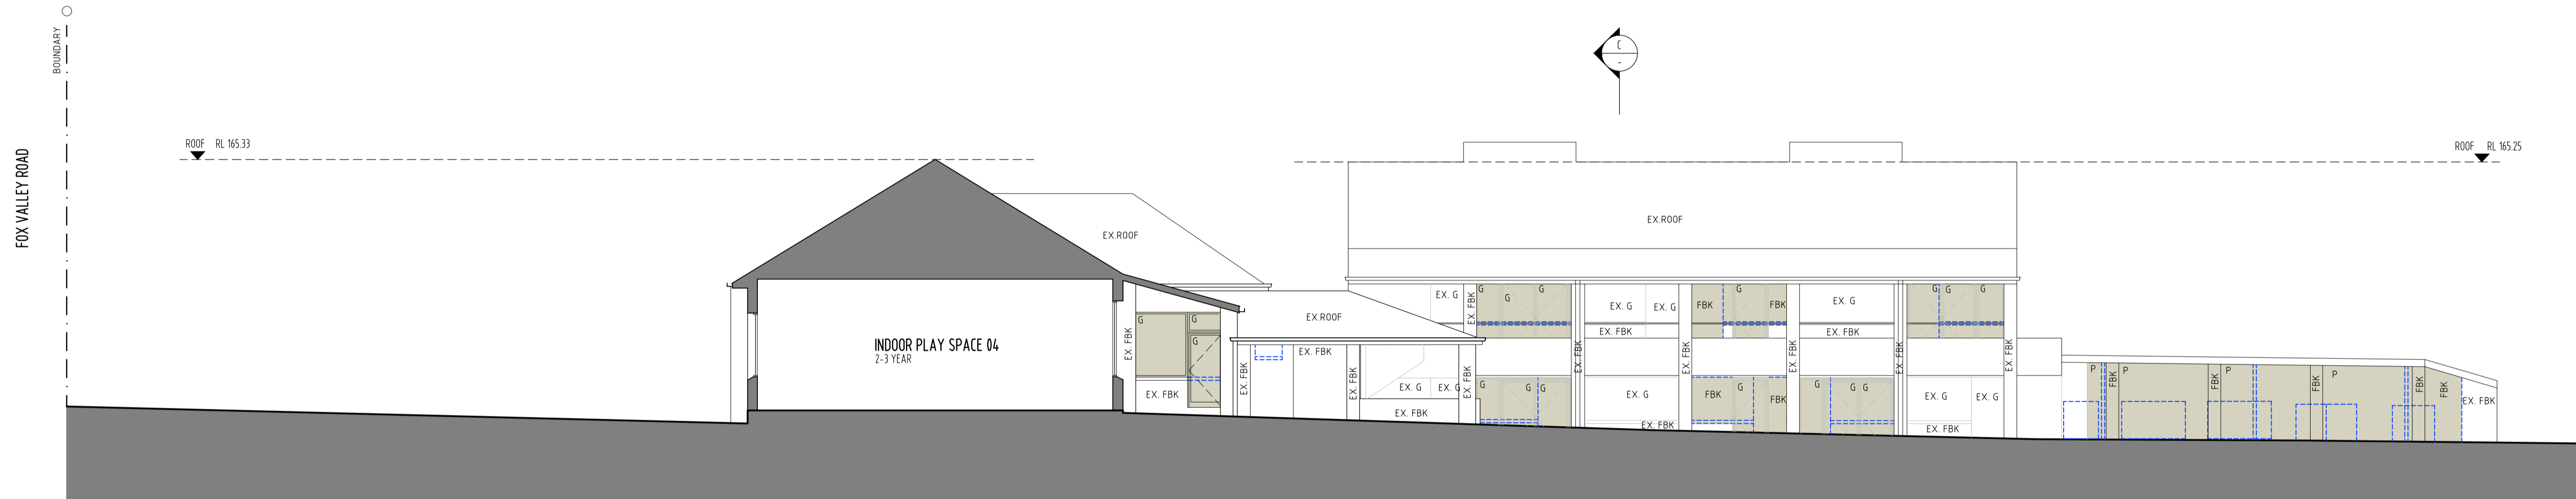 BOUNDARY
FOX VALLEY ROAD
ROOF RL 165.33
C
-
ROOF RL 165.25
EX.ROOF
EX.ROOF
EX.ROOF
INDOOR PLAY SPACE 04
2-3 YEAR
EX. FBK
G
G
G
EX. FBK
EX. FBK
EX. FBK
EX. FBK
EX. G
EX. G
EX. FBK
EX. FBK
EX. G
EX. FBK
G
G
G
G
G
G
EX. FBK
EX. G
EX. G
EX. FBK
EX. G
EX. FBK
EX. FBK
FBK
G
FBK
FBK
G
FBK
EX. FBK
EX. G
EX. FBK
G
G
G
EX. FBK
G
G
G
EX. G
EX. G
EX. FBK
EX. FBK
P
FBK
P
FBK
P
FBK
P
FBK
FBK
EX. FBK